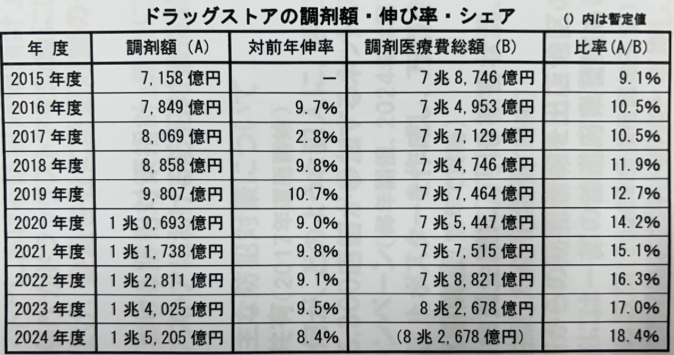 ドラッグストアの調剤額・伸び率・シェア
（）内は暫定値
年 度 調剤額（A） 対前年伸率 調剤医療費総額（B） 比率（A/B）
2015 年度 7,158 億円 － 7 兆 8,746 億円 9.1%
2016 年度 7,849 億円 9.7% 7 兆 4,953 億円 10.5%
2017 年度 8,069 億円 2.8% 7 兆 7,129 億円 10.5%
2018 年度 8,858 億円 9.8% 7 兆 4,746 億円 11.9%
2019 年度 9,807 億円 10.7% 7 兆 7,464 億円 12.7%
2020 年度 1 兆 0,693 億円 9.0% 7 兆 5,447 億円 14.2%
2021 年度 1 兆 1,738 億円 9.8% 7 兆 7,515 億円 15.1%
2022 年度 1 兆 2,811 億円 9.1% 7 兆 8,821 億円 16.3%
2023 年度 1 兆 4,025 億円 9.5% 8 兆 2,678 億円 17.0%
2024 年度 1 兆 5,205 億円 8.4% （8 兆 2,678 億円） 18.4%